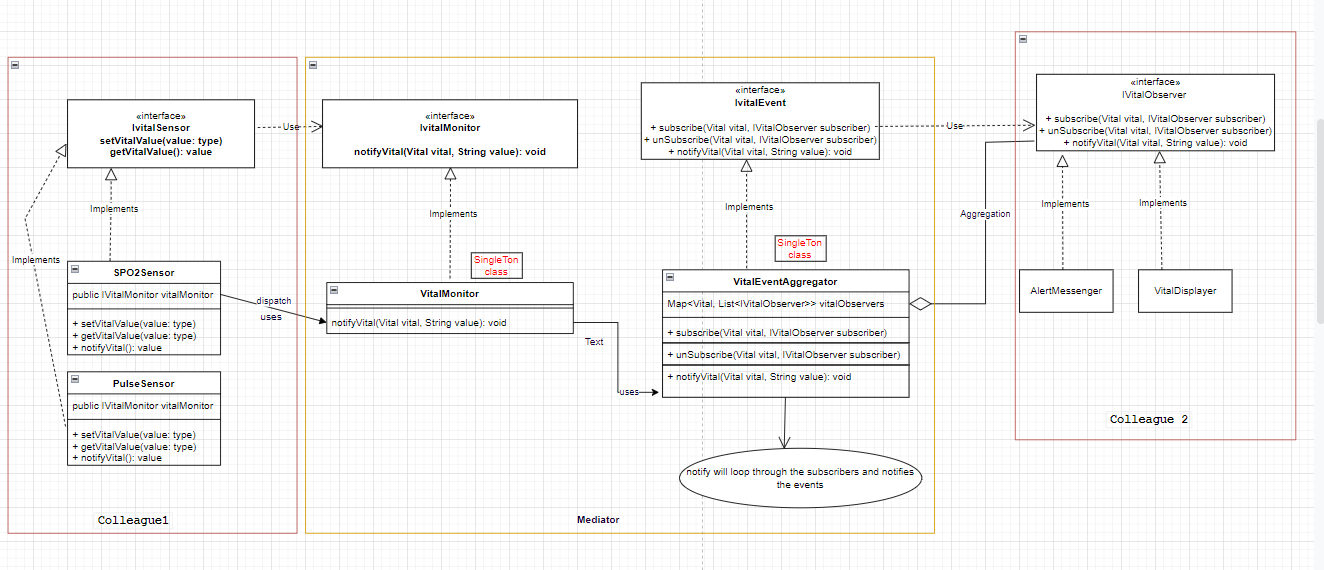 «interface»
IvitalSensor
setVitalValue(value: type)
getVitalValue(): value
Use
Implements
Implements
SPO2Sensor
public IVitalMonitor vitalMonitor
+ setVitalValue(value: type)
+ getVitalValue(value: type)
+ notifyVital(): value
PulseSensor
public IVitalMonitor vitalMonitor
+ setVitalValue(value: type)
+ getVitalValue(value: type)
+ notifyVital(): value
Colleague1
dispatch
uses
«interface»
IvitalMonitor
notifyVital(Vital vital, String value): void
Implements
SingleTon
class
VitalMonitor
notifyVital(Vital vital, String value): void
Text
uses
«interface»
IvitalEvent
+ subscribe(Vital vital, IVitalObserver subscriber)
+ unSubscribe(Vital vital, IVitalObserver subscriber)
+ notifyVital(Vital vital, String value): void
Use
Implements
SingleTon
class
VitalEventAggregator
Map<Vital, List<IVitalObserver>> vitalObservers
+ subscribe(Vital vital, IVitalObserver subscriber)
+ unSubscribe(Vital vital, IVitalObserver subscriber)
+ notifyVital(Vital vital, String value): void
notify will loop through the subscribers and notifies
the events
Mediator
Aggregation
«interface»
IVitalObserver
+ subscribe(Vital vital, IVitalObserver subscriber)
+ unSubscribe(Vital vital, IVitalObserver subscriber)
+ notifyVital(Vital vital, String value): void
Implements
Implements
AlertMessenger
VitalDisplayer
Colleague 2